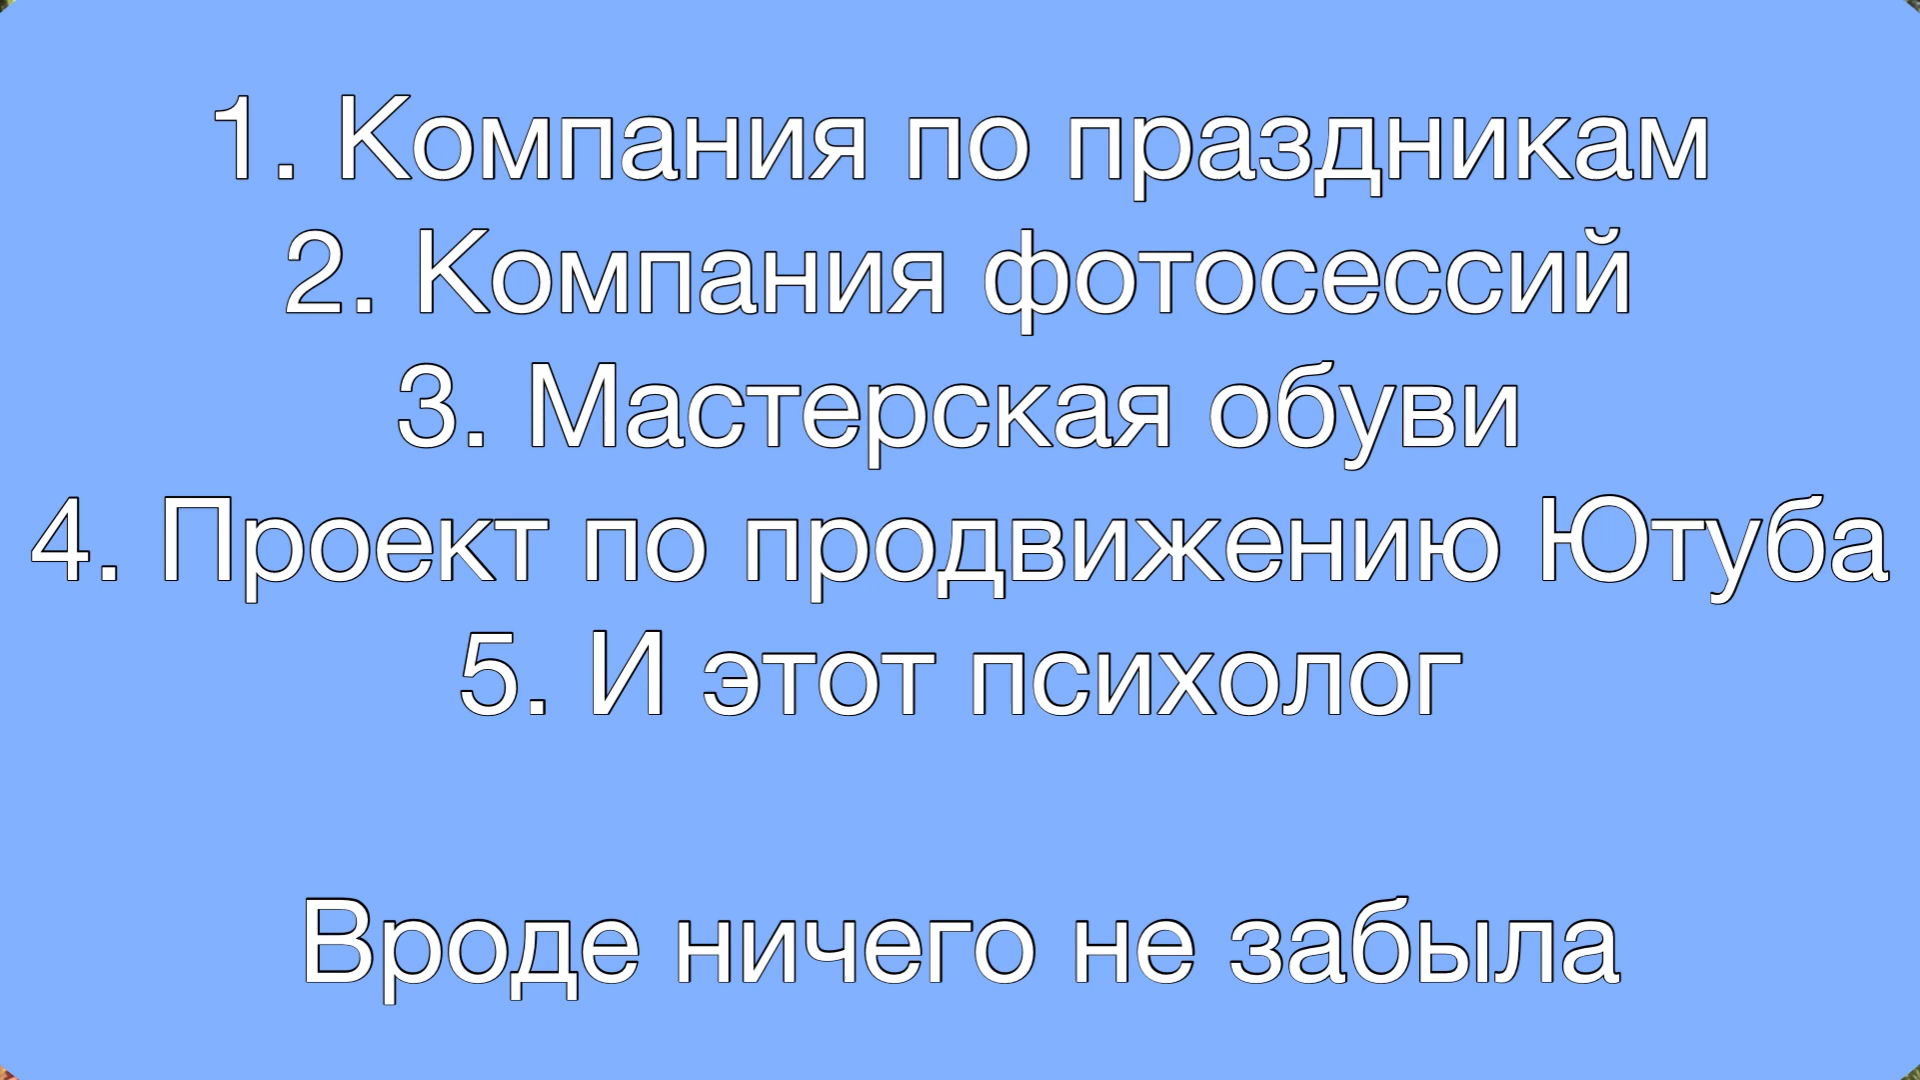 1. Компания по праздникам
2. Компания фотосессий
3. Мастерская обуви
4. Проект по продвижению Ютуба
5. И этот психолог
Вроде ничего не забыла